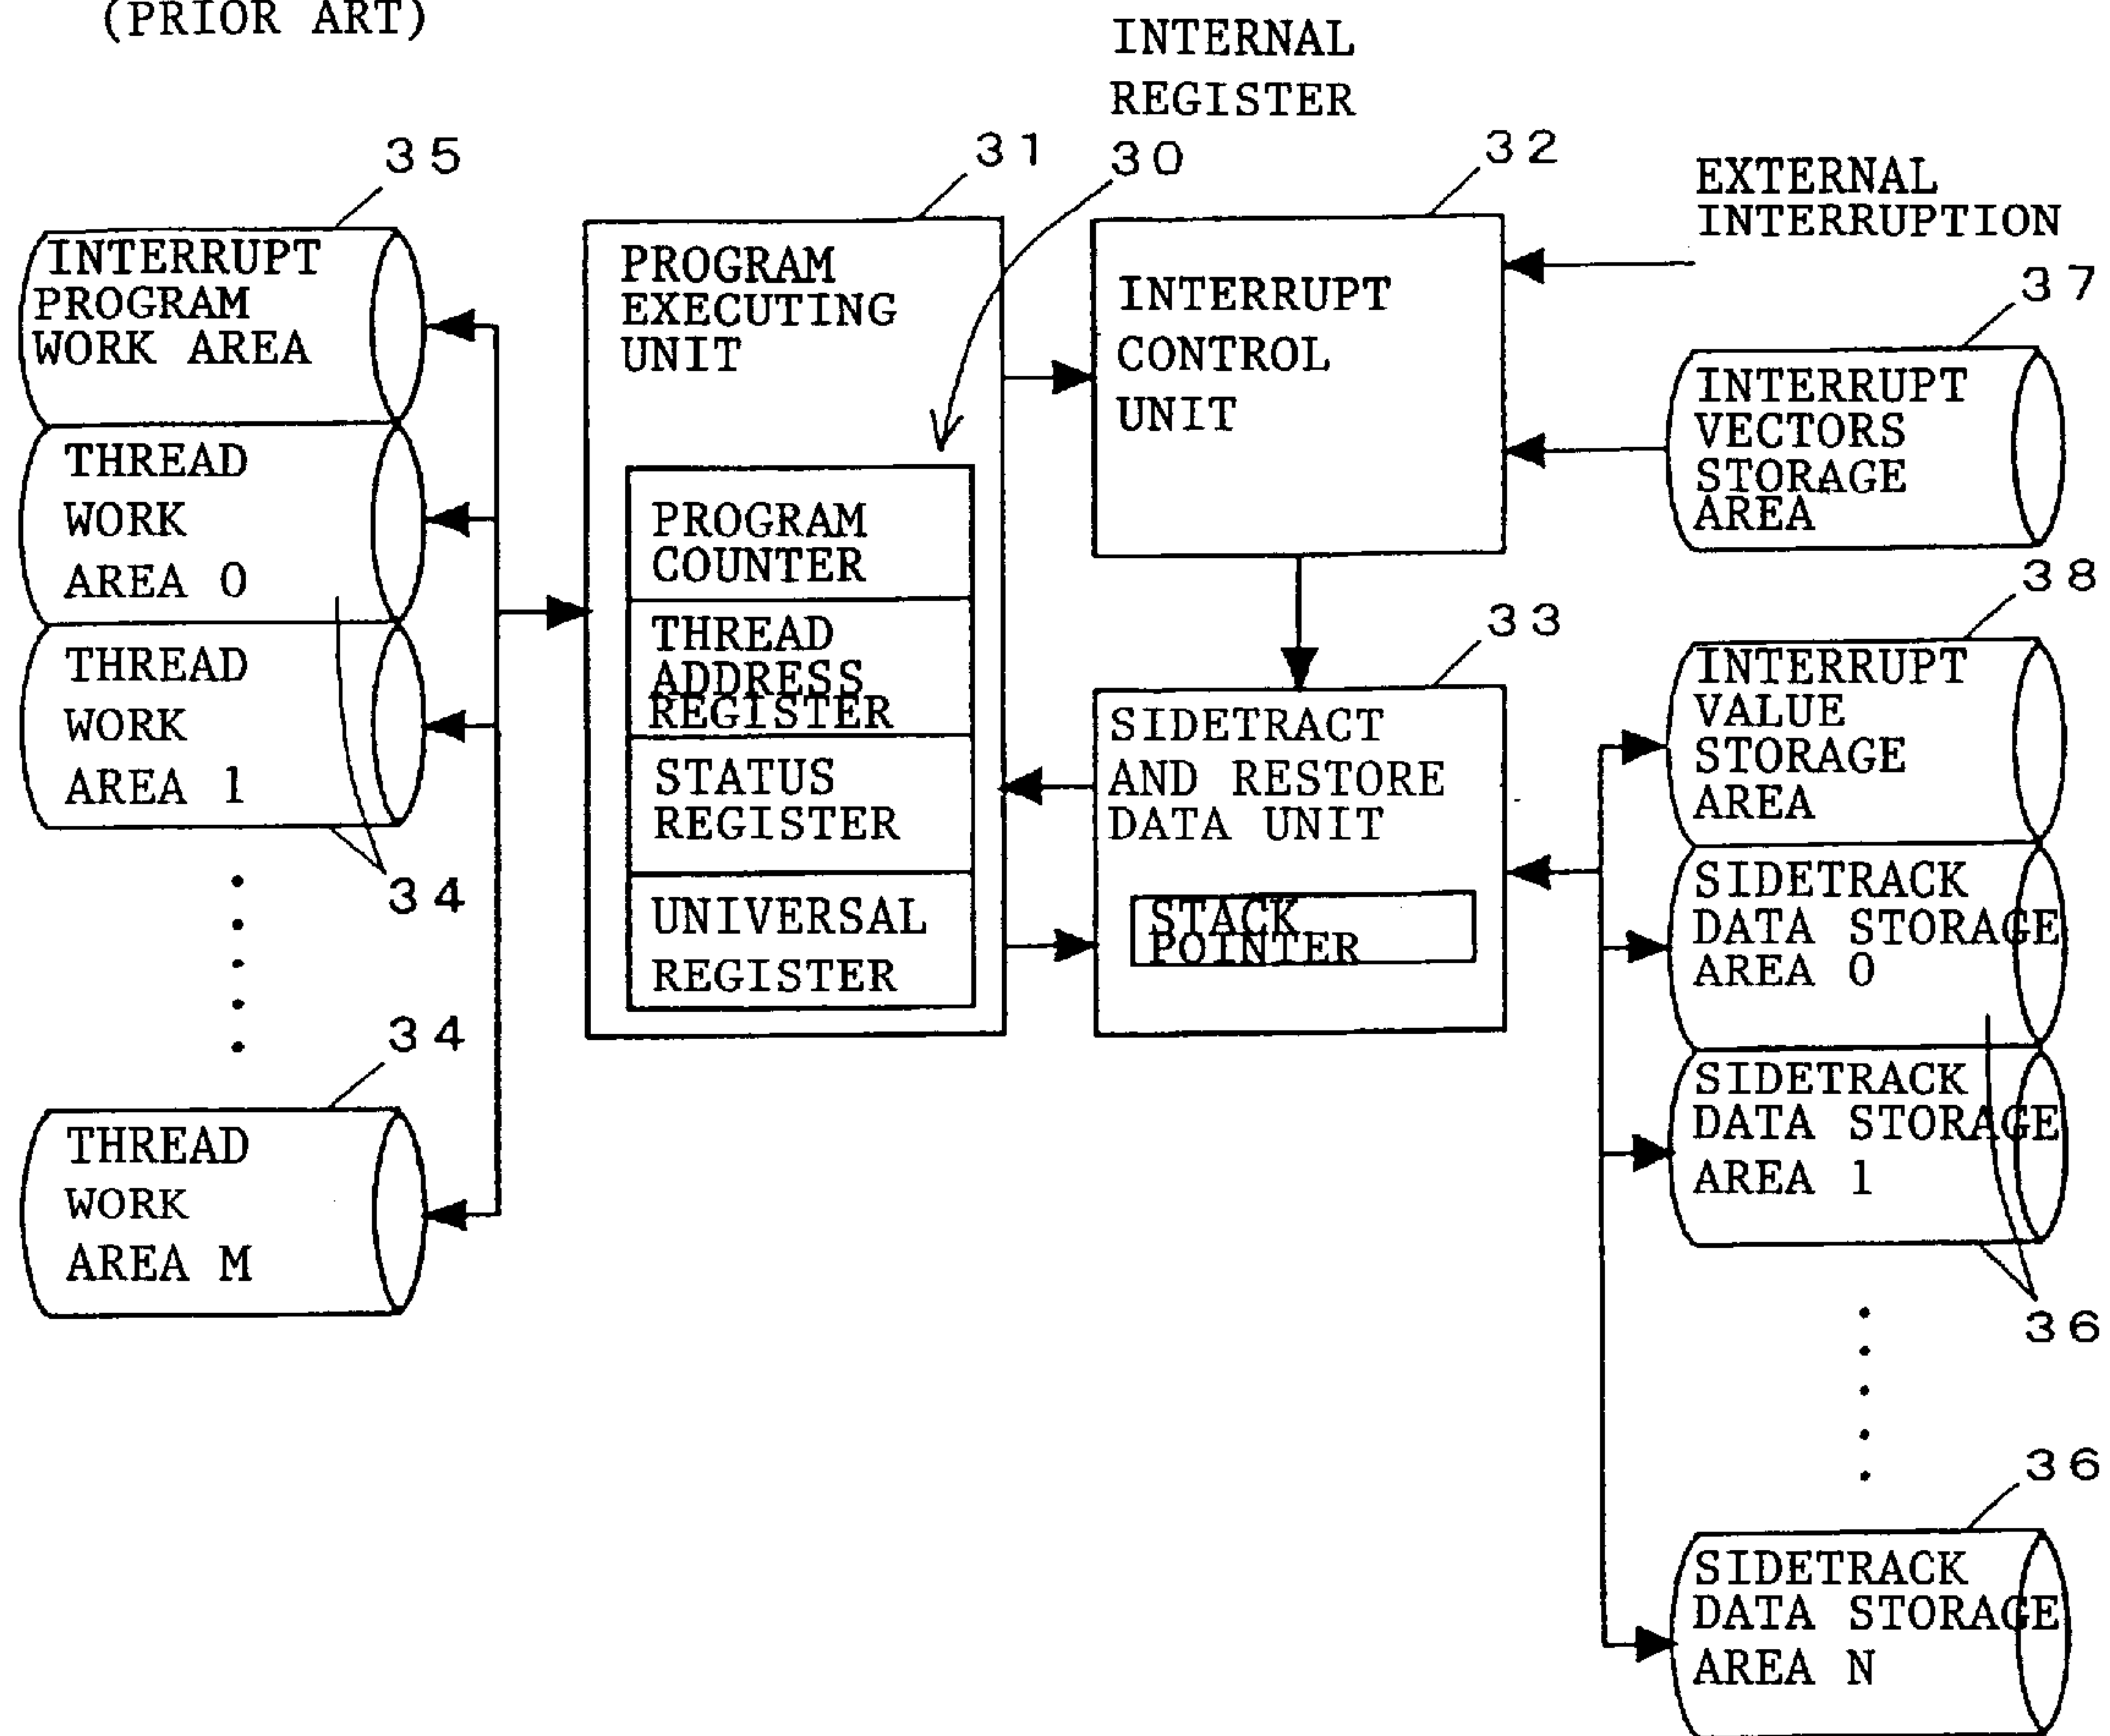 (PRIOR ART)
INTERNAL
REGISTER
35
31
30
32
EXTERNAL
INTERRUPTION
INTERRUPT
PROGRAM
WORK AREA
THREAD
WORK
AREA 0
THREAD
WORK
AREA 1
34
34
THREAD
WORK
AREA M
PROGRAM
EXECUTING
UNIT
PROGRAM
COUNTER
THREAD
ADDRESS
REGISTER
STATUS
REGISTER
UNIVERSAL
REGISTER
INTERRUPT
CONTROL
UNIT
33
SIDETRACT
AND RESTORE
DATA UNIT
STACK
POINTER
37
INTERRUPT
VECTORS
STORAGE
AREA
38
INTERRUPT
VALUE
STORAGE
AREA
SIDETRACK
DATA STORAGE
AREA 0
SIDETRACK
DATA STORAGE
AREA 1
36
36
SIDETRACK
DATA STORAGE
AREA N